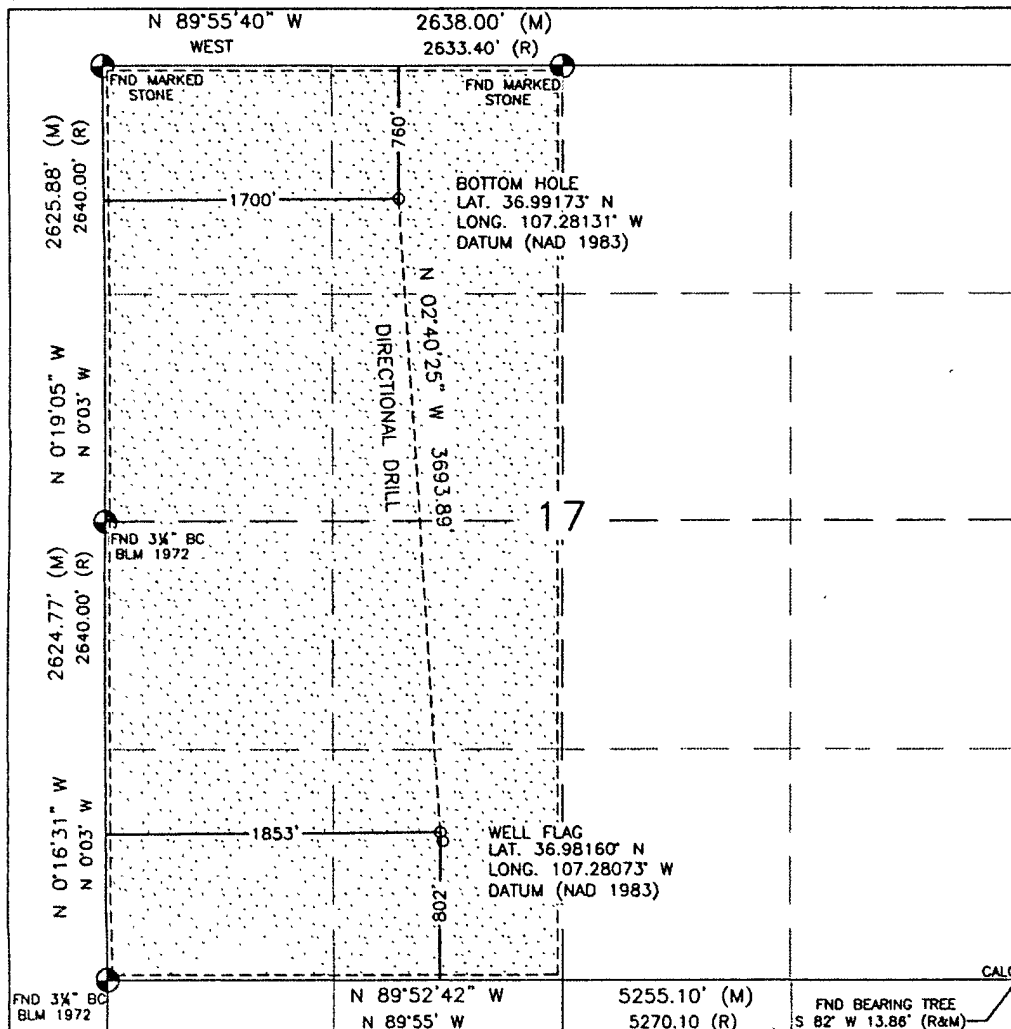 N 89°55'40" W 2638.00' (M)
WEST 2633.40' (R)
FND MARKED
STONE
FND MARKED
STONE
760'
1700'
BOTTOM HOLE
LAT. 36.99173° N
LONG. 107.28131° W
DATUM (NAD 1983)
2625.88' (M)
2640.00' (R)
N 0°19'05" W
N 0°03' W
N 02°40'25" W 3693.89'
DIRECTIONAL DRILL
17
FND 3¼" BC
BLM 1972
2624.77' (M)
2640.00' (R)
N 0°16'31" W
N 0°03' W
1853'
WELL FLAG
LAT. 36.98160° N
LONG. 107.28073° W
DATUM (NAD 1983)
802'
FND 3¼" BC
BLM 1972
N 89°52'42" W 5255.10' (M)
N 89°55' W 5270.10 (R)
CALC
FND BEARING TREE
S 82° W 13.86' (R&M)